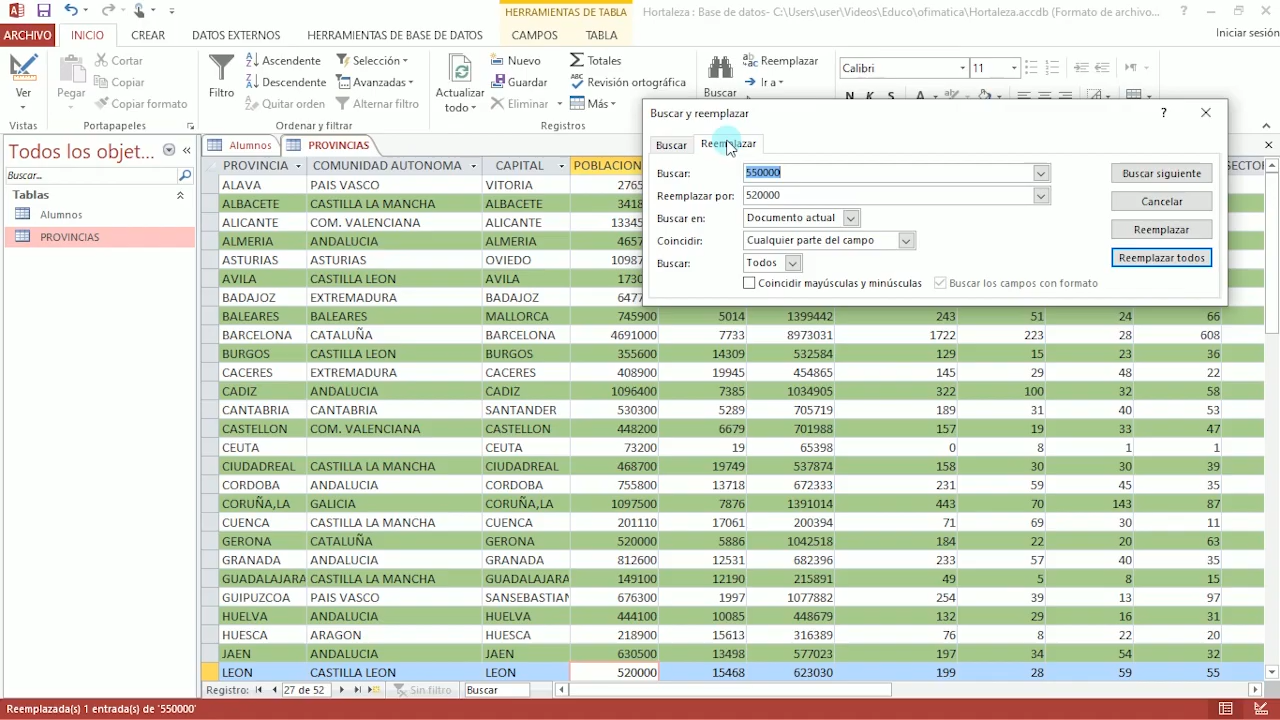 HERRAMIENTAS DE TABLA
Hortaleza : Base de datos- C:\Users\user\Videos\Educo\ofimatica\Hortaleza.accdb (Formato de archivo...
ARCHIVO INICIO CREAR DATOS EXTERNOS HERRAMIENTAS DE BASE DE DATOS CAMPOS TABLA
Iniciar sesión
Ver
Vistas
Pegar
Cortar
Copiar
Copiar formato
Portapapeles
Filtro
Ascendente
Descendente
Quitar orden
Selección
Avanzadas
Alternar filtro
Ordenar y filtrar
Actualizar
todo
Nuevo
Guardar
Eliminar
Totales
Revisión ortográfica
Más
Registros
Buscar
Reemplazar
Ir a
Calibri 11
N K S
Todos los objet...
Buscar...
Tablas
Alumnos
PROVINCIAS
Alumnos PROVINCIAS
Buscar y reemplazar
Buscar Reemplazar
Buscar: 550000
Reemplazar por: 520000
Buscar en: Documento actual
Coincidir: Cualquier parte del campo
Buscar: Todos
Coincidir mayúsculas y minúsculas Buscar los campos con formato
Buscar siguiente
Cancelar
Reemplazar
Reemplazar todos
PROVINCIA COMUNIDAD AUTONOMA CAPITAL POBLACION SECTOR
ALAVA PAIS VASCO VITORIA 2765
ALBACETE CASTILLA LA MANCHA ALBACETE 3418
ALICANTE COM. VALENCIANA ALICANTE 13345
ALMERIA ANDALUCIA ALMERIA 4657
ASTURIAS ASTURIAS OVIEDO 10987
AVILA CASTILLA LEON AVILA 1730
BADAJOZ EXTREMADURA BADAJOZ 6477
BALEARES BALEARES MALLORCA 745900 5014 1399442 243 51 24 66
BARCELONA CATALUÑA BARCELONA 4691000 7733 8973031 1722 223 28 608
BURGOS CASTILLA LEON BURGOS 355600 14309 532584 129 15 23 36
CACERES EXTREMADURA CACERES 408900 19945 454865 145 29 48 22
CADIZ ANDALUCIA CADIZ 1096400 7385 1034905 322 100 32 58
CANTABRIA CANTABRIA SANTANDER 530300 5289 705719 189 31 40 53
CASTELLON COM. VALENCIANA CASTELLON 448200 6679 701988 157 19 33 47
CEUTA CEUTA 73200 19 65398 0 8 1 1
CIUDADREAL CASTILLA LA MANCHA CIUDADREAL 468700 19749 537874 158 30 30 39
CORDOBA ANDALUCIA CORDOBA 755800 13718 672333 231 59 45 35
CORUÑA,LA GALICIA CORUÑA,LA 1097500 7876 1391014 443 70 143 87
CUENCA CASTILLA LA MANCHA CUENCA 201110 17061 200394 71 69 30 11
GERONA CATALUÑA GERONA 520000 5886 1042518 184 22 20 63
GRANADA ANDALUCIA GRANADA 812600 12531 682396 233 57 40 35
GUADALAJARA CASTILLA LA MANCHA GUADALAJARA 149100 12190 215891 49 5 8 15
GUIPUZCOA PAIS VASCO SANSEBASTIAN 676300 1997 1077882 254 39 13 97
HUELVA ANDALUCIA HUELVA 444100 10085 448679 132 29 16 31
HUESCA ARAGON HUESCA 218900 15613 316389 76 8 22 20
JAEN ANDALUCIA JAEN 630500 13498 577023 197 34 54 32
LEON CASTILLA LEON LEON 520000 15468 623030 199 28 59 55
Registro: 27 de 52 Sin filtro Buscar
Reemplazada(s) 1 entrada(s) de '550000'